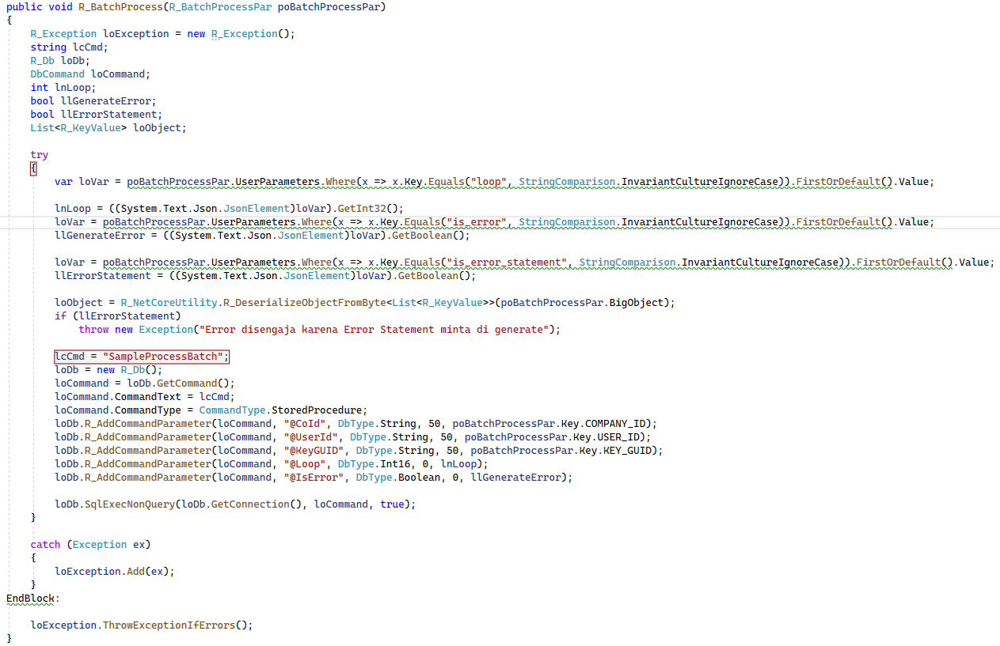 public void R_BatchProcess(R_BatchProcessPar poBatchProcessPar)
{
R_Exception loException = new R_Exception();
string lcCmd;
R_Db loDb;
DbCommand loCommand;
int lnLoop;
bool llGenerateError;
bool llErrorStatement;
List<R_KeyValue> loObject;
try
{
var loVar = poBatchProcessPar.UserParameters.Where(x => x.Key.Equals("loop", StringComparison.InvariantCultureIgnoreCase)).FirstOrDefault().Value;
lnLoop = ((System.Text.Json.JsonElement)loVar).GetInt32();
loVar = poBatchProcessPar.UserParameters.Where(x => x.Key.Equals("is_error", StringComparison.InvariantCultureIgnoreCase)).FirstOrDefault().Value;
llGenerateError = ((System.Text.Json.JsonElement)loVar).GetBoolean();
loVar = poBatchProcessPar.UserParameters.Where(x => x.Key.Equals("is_error_statement", StringComparison.InvariantCultureIgnoreCase)).FirstOrDefault().Value;
llErrorStatement = ((System.Text.Json.JsonElement)loVar).GetBoolean();
loObject = R_NetCoreUtility.R_DeserializeObjectFromByte<List<R_KeyValue>>(poBatchProcessPar.BigObject);
if (llErrorStatement)
throw new Exception("Error disengaja karena Error Statement minta di generate");
lcCmd = "SampleProcessBatch";
loDb = new R_Db();
loCommand = loDb.GetCommand();
loCommand.CommandText = lcCmd;
loCommand.CommandType = CommandType.StoredProcedure;
loDb.R_AddCommandParameter(loCommand, "@CoId", DbType.String, 50, poBatchProcessPar.Key.COMPANY_ID);
loDb.R_AddCommandParameter(loCommand, "@UserId", DbType.String, 50, poBatchProcessPar.Key.USER_ID);
loDb.R_AddCommandParameter(loCommand, "@KeyGUID", DbType.String, 50, poBatchProcessPar.Key.KEY_GUID);
loDb.R_AddCommandParameter(loCommand, "@Loop", DbType.Int16, 0, lnLoop);
loDb.R_AddCommandParameter(loCommand, "@IsError", DbType.Boolean, 0, llGenerateError);
loDb.SqlExecNonQuery(loDb.GetConnection(), loCommand, true);
}
catch (Exception ex)
{
loException.Add(ex);
}
EndBlock:
loException.ThrowExceptionIfErrors();
}